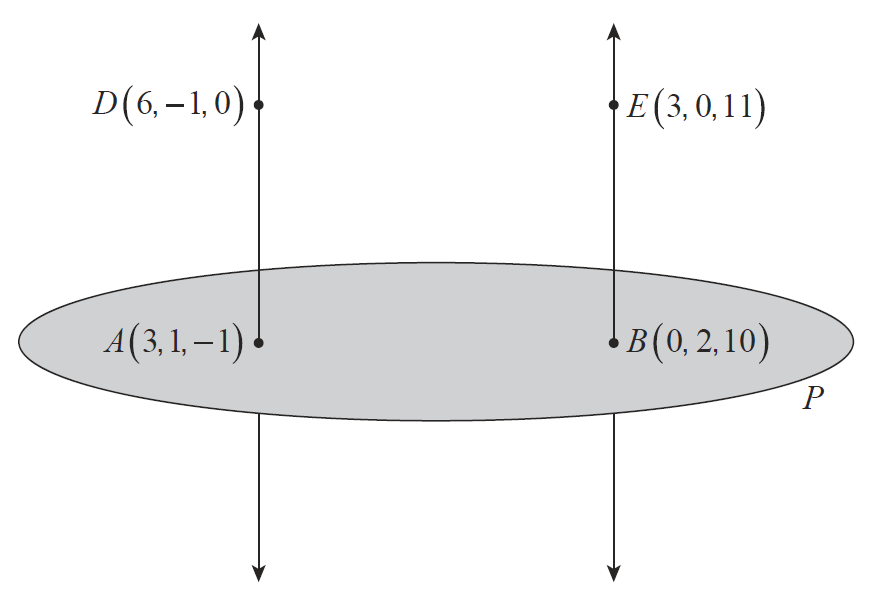 D(6, −1, 0)
E(3, 0, 11)
A(3, 1, −1)
B(0, 2, 10)
P